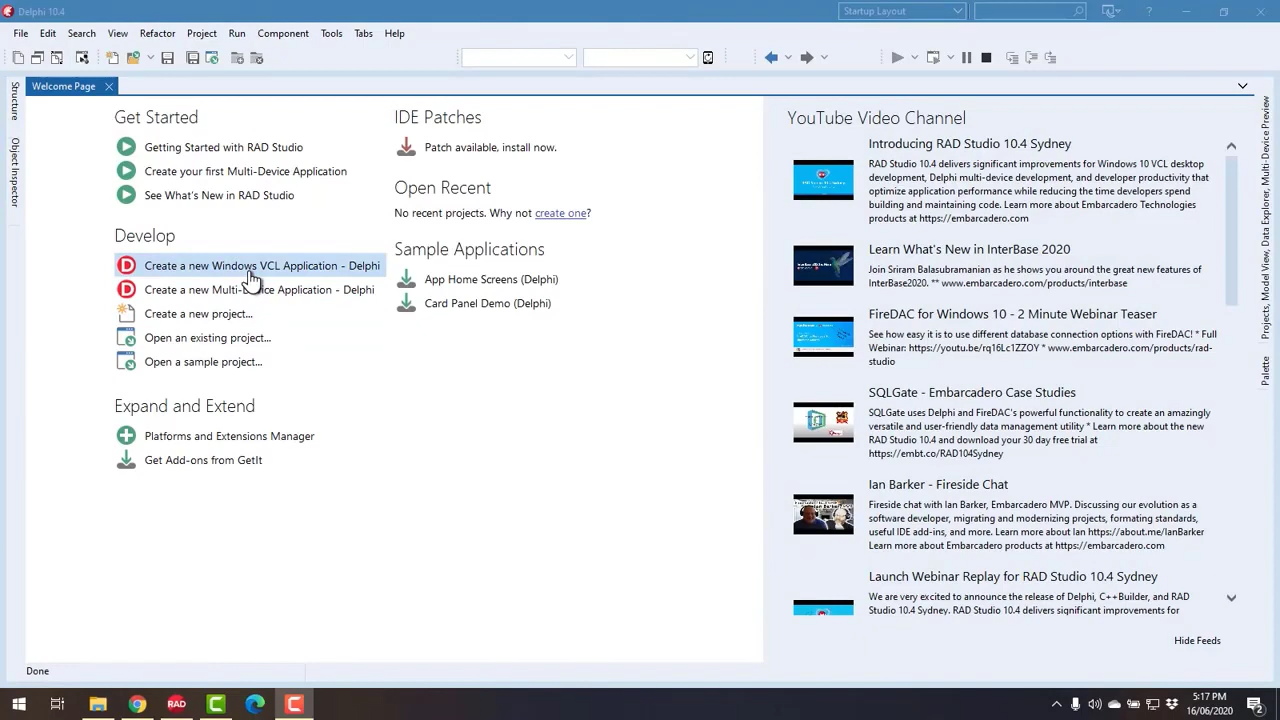 Delphi 10.4
Startup Layout
File Edit Search View Refactor Project Run Component Tools Tabs Help
Welcome Page
Structure
Object Inspector
Get Started
Getting Started with RAD Studio
Create your first Multi-Device Application
See What's New in RAD Studio
Develop
Create a new Windows VCL Application - Delphi
Create a new Multi-Device Application - Delphi
Create a new project...
Open an existing project...
Open a sample project...
Expand and Extend
Platforms and Extensions Manager
Get Add-ons from GetIt
IDE Patches
Patch available, install now.
Open Recent
No recent projects. Why not create one?
Sample Applications
App Home Screens (Delphi)
Card Panel Demo (Delphi)
YouTube Video Channel
Introducing RAD Studio 10.4 Sydney
RAD Studio 10.4 delivers significant improvements for Windows 10 VCL desktop
development, Delphi multi-device development, and developer productivity that
optimize application performance while reducing the time developers spend
building and maintaining code. Learn more about Embarcadero Technologies
products at https://embarcadero.com
Learn What's New in InterBase 2020
Join Sriram Balasubramanian as he shows you around the great new features of
InterBase2020. ** www.embarcadero.com/products/interbase
FireDAC for Windows 10 - 2 Minute Webinar Teaser
See how easy it is to use different database connection options with FireDAC! * Full
Webinar: https://youtu.be/rq16Lc1ZZOY * www.embarcadero.com/products/rad-
studio
SQLGate - Embarcadero Case Studies
SQLGate uses Delphi and FireDAC's powerful functionality to create an amazingly
versatile and user-friendly data management utility * Learn more about the new
RAD Studio 10.4 and download your 30 day free trial at
https://embt.co/RAD104Sydney
Ian Barker - Fireside Chat
Fireside chat with Ian Barker, Embarcadero MVP. Discussing our evolution as a
software developer, migrating and modernizing projects, formating standards,
useful IDE add-ins, and more. Learn more about Ian https://about.me/IanBarker
Learn more about Embarcadero products at https://embarcadero.com
Launch Webinar Replay for RAD Studio 10.4 Sydney
We are very excited to announce the release of Delphi, C++Builder, and RAD
Studio 10.4 Sydney. RAD Studio 10.4 delivers significant improvements for
Hide Feeds
Projects, Model View, Data Explorer, Multi-Device Preview
Palette
Done
RAD
5:17 PM
16/06/2020
2